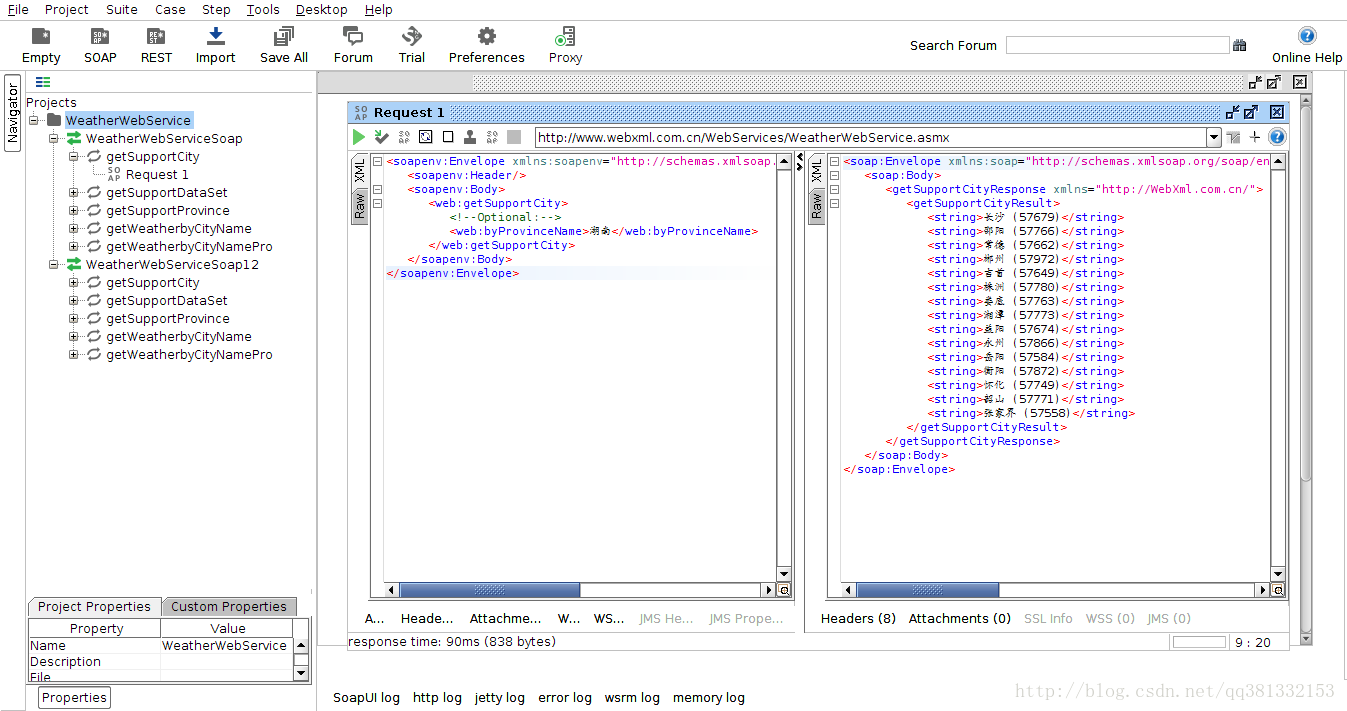 File Project Suite Case Step Tools Desktop Help
Empty SOAP REST Import Save All Forum Trial Preferences Proxy Search Forum Online Help
Navigator
Projects
WeatherWebService
WeatherWebServiceSoap
getSupportCity
Request 1
getSupportDataSet
getSupportProvince
getWeatherbyCityName
getWeatherbyCityNamePro
WeatherWebServiceSoap12
getSupportCity
getSupportDataSet
getSupportProvince
getWeatherbyCityName
getWeatherbyCityNamePro
Project Properties Custom Properties
Property Value
Name WeatherWebService
Description
File
Properties
SO AP Request 1
http://www.webxml.com.cn/WebServices/WeatherWebService.asmx
XML
Raw
<soapenv:Envelope xmlns:soapenv="http://schemas.xmlsoap.
<soapenv:Header/>
<soapenv:Body>
<web:getSupportCity>
<!--Optional:-->
<web:byProvinceName>湖南</web:byProvinceName>
</web:getSupportCity>
</soapenv:Body>
</soapenv:Envelope>
A... Heade... Attachme... W... WS... JMS He... JMS Prope...
XML
Raw
<soap:Envelope xmlns:soap="http://schemas.xmlsoap.org/soap/en
<soap:Body>
<getSupportCityResponse xmlns="http://WebXml.com.cn/">
<getSupportCityResult>
<string>长沙 (57679)</string>
<string>邵阳 (57766)</string>
<string>常德 (57662)</string>
<string>郴州 (57972)</string>
<string>吉首 (57649)</string>
<string>株洲 (57780)</string>
<string>娄底 (57763)</string>
<string>湘潭 (57773)</string>
<string>益阳 (57674)</string>
<string>永州 (57866)</string>
<string>岳阳 (57584)</string>
<string>衡阳 (57872)</string>
<string>怀化 (57749)</string>
<string>韶山 (57771)</string>
<string>张家界 (57558)</string>
</getSupportCityResult>
</getSupportCityResponse>
</soap:Body>
</soap:Envelope>
Headers (8) Attachments (0) SSL Info WSS (0) JMS (0)
response time: 90ms (838 bytes) 9 : 20
SoapUI log http log jetty log error log wsrm log memory log
http://blog.csdn.net/qq381332153